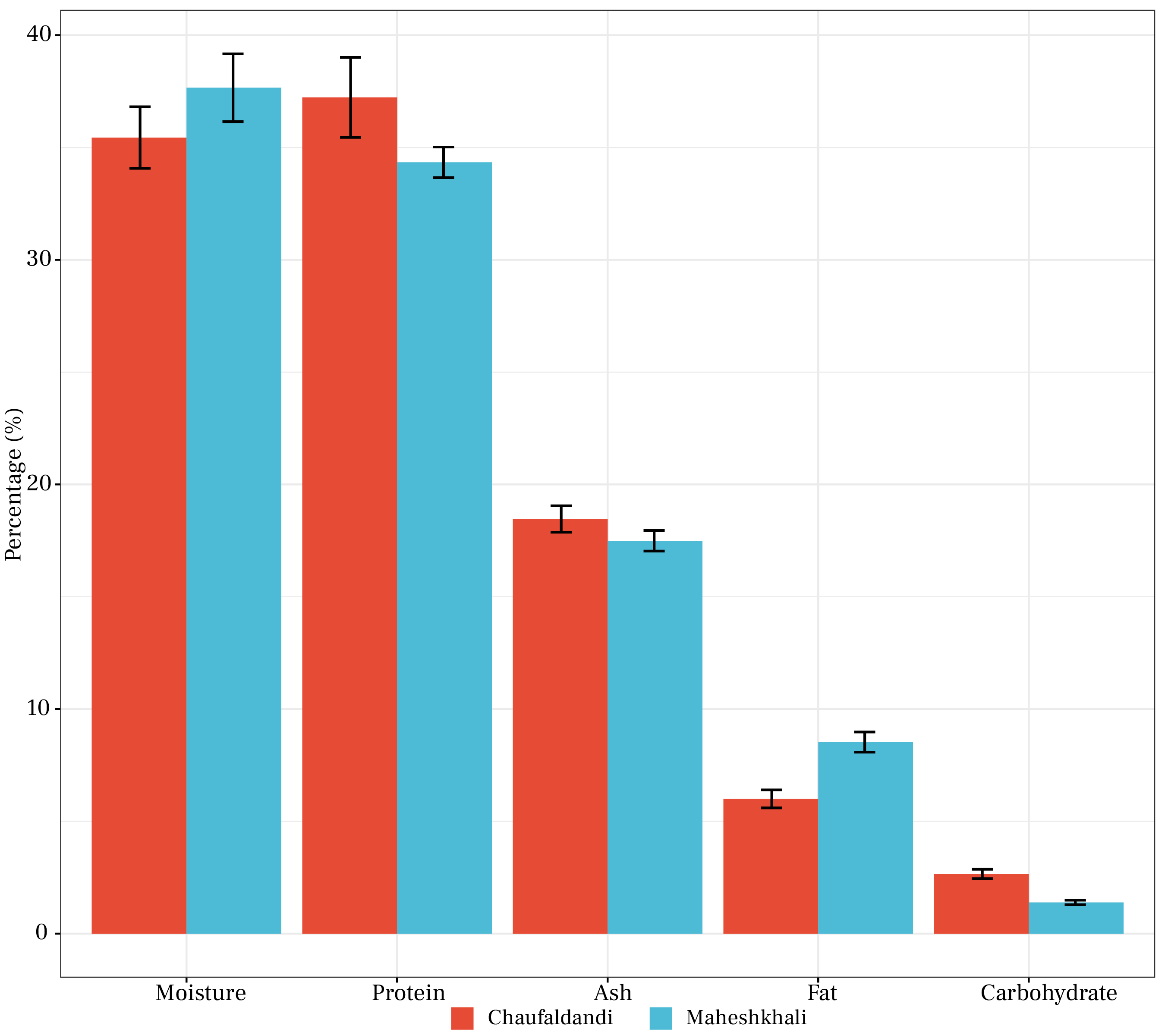 Percentage (%)
40
30
20
10
0
Moisture Protein Ash Fat Carbohydrate
Chaufaldandi Maheshkhali